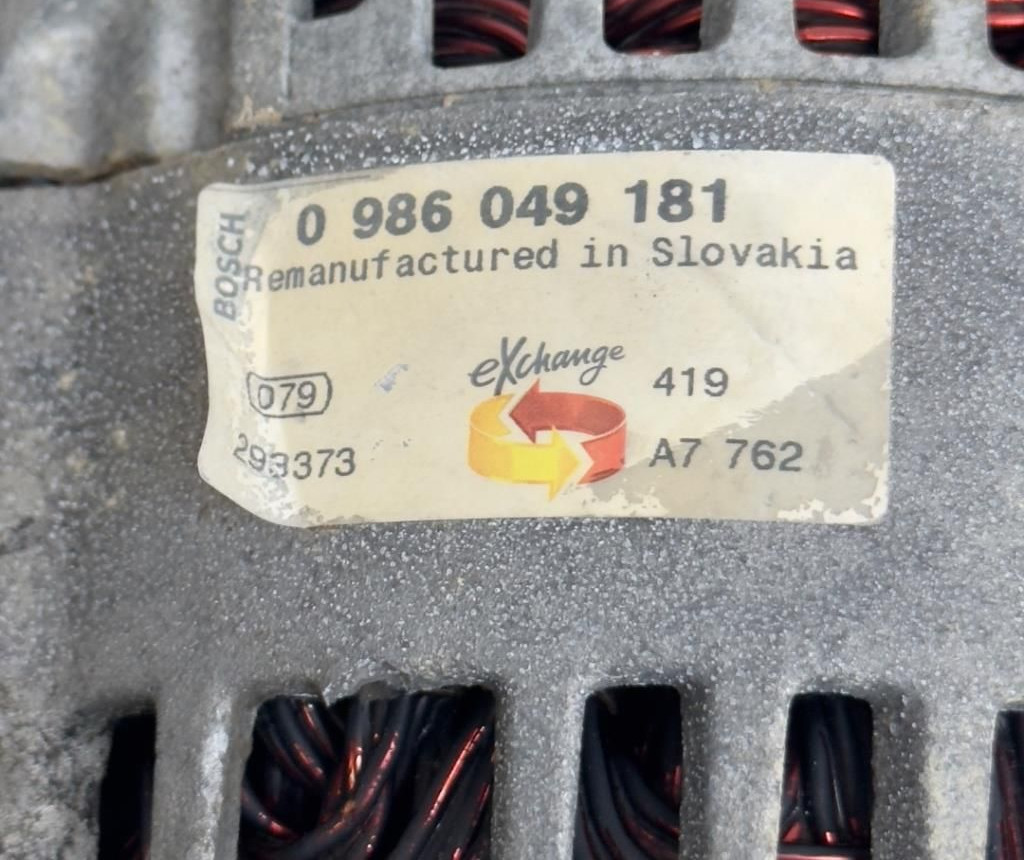 BOSCH
0 986 049 181
Remanufactured in Slovakia
eXchange
079
419
293373
A7 762